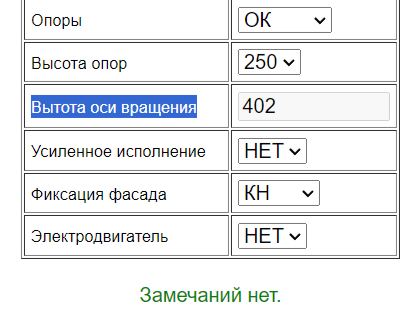 Опоры ОК
Высота опор 250
Вытота оси вращения 402
Усиленное исполнение НЕТ
Фиксация фасада КН
Электродвигатель НЕТ
Замечаний нет.